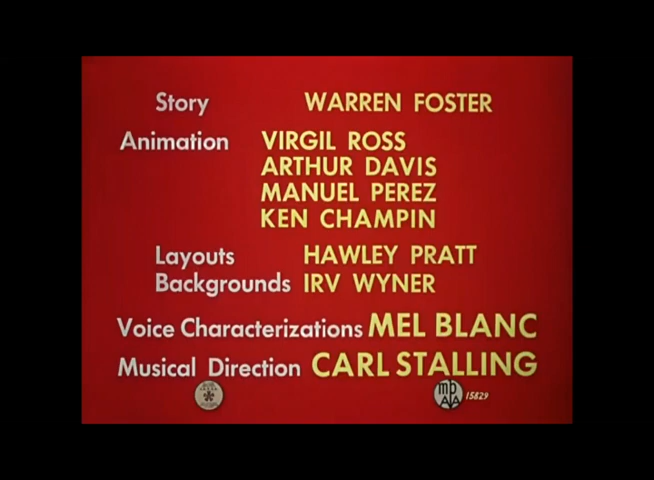 Story WARREN FOSTER
Animation VIRGIL ROSS
ARTHUR DAVIS
MANUEL PEREZ
KEN CHAMPIN
Layouts HAWLEY PRATT
Backgrounds IRV WYNER
Voice Characterizations MEL BLANC
Musical Direction CARL STALLING
mpAA 15829